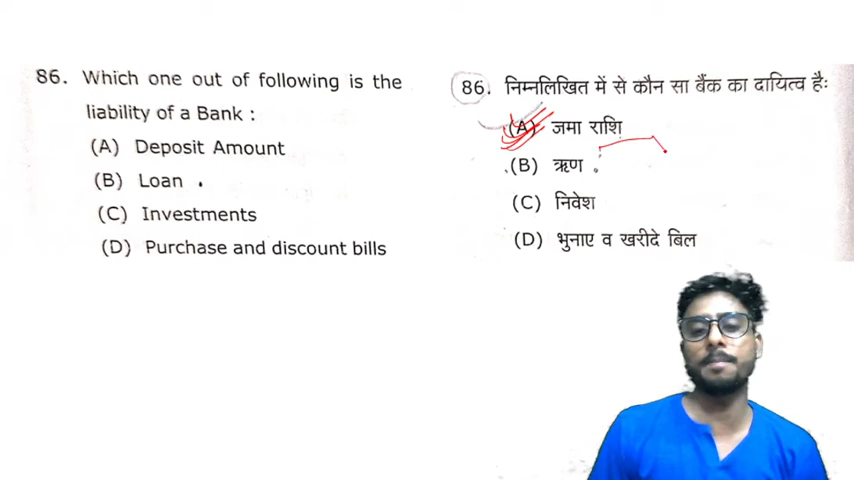 86. Which one out of following is the
liability of a Bank :
(A) Deposit Amount
(B) Loan
(C) Investments
(D) Purchase and discount bills
86. निम्नलिखित में से कौन सा बैंक का दायित्व हैः
(A) जमा राशि
(B) ऋण
(C) निवेश
(D) भुनाए व खरीदे बिल